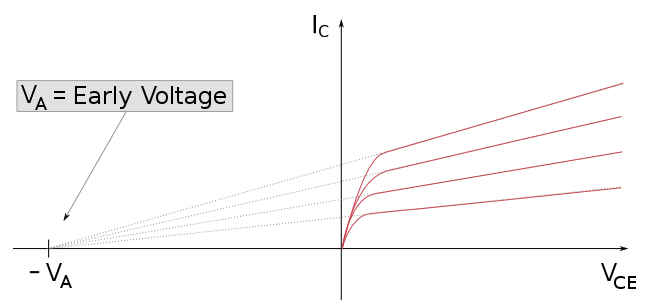 I_C
V_A = Early Voltage
– V_A
V_CE